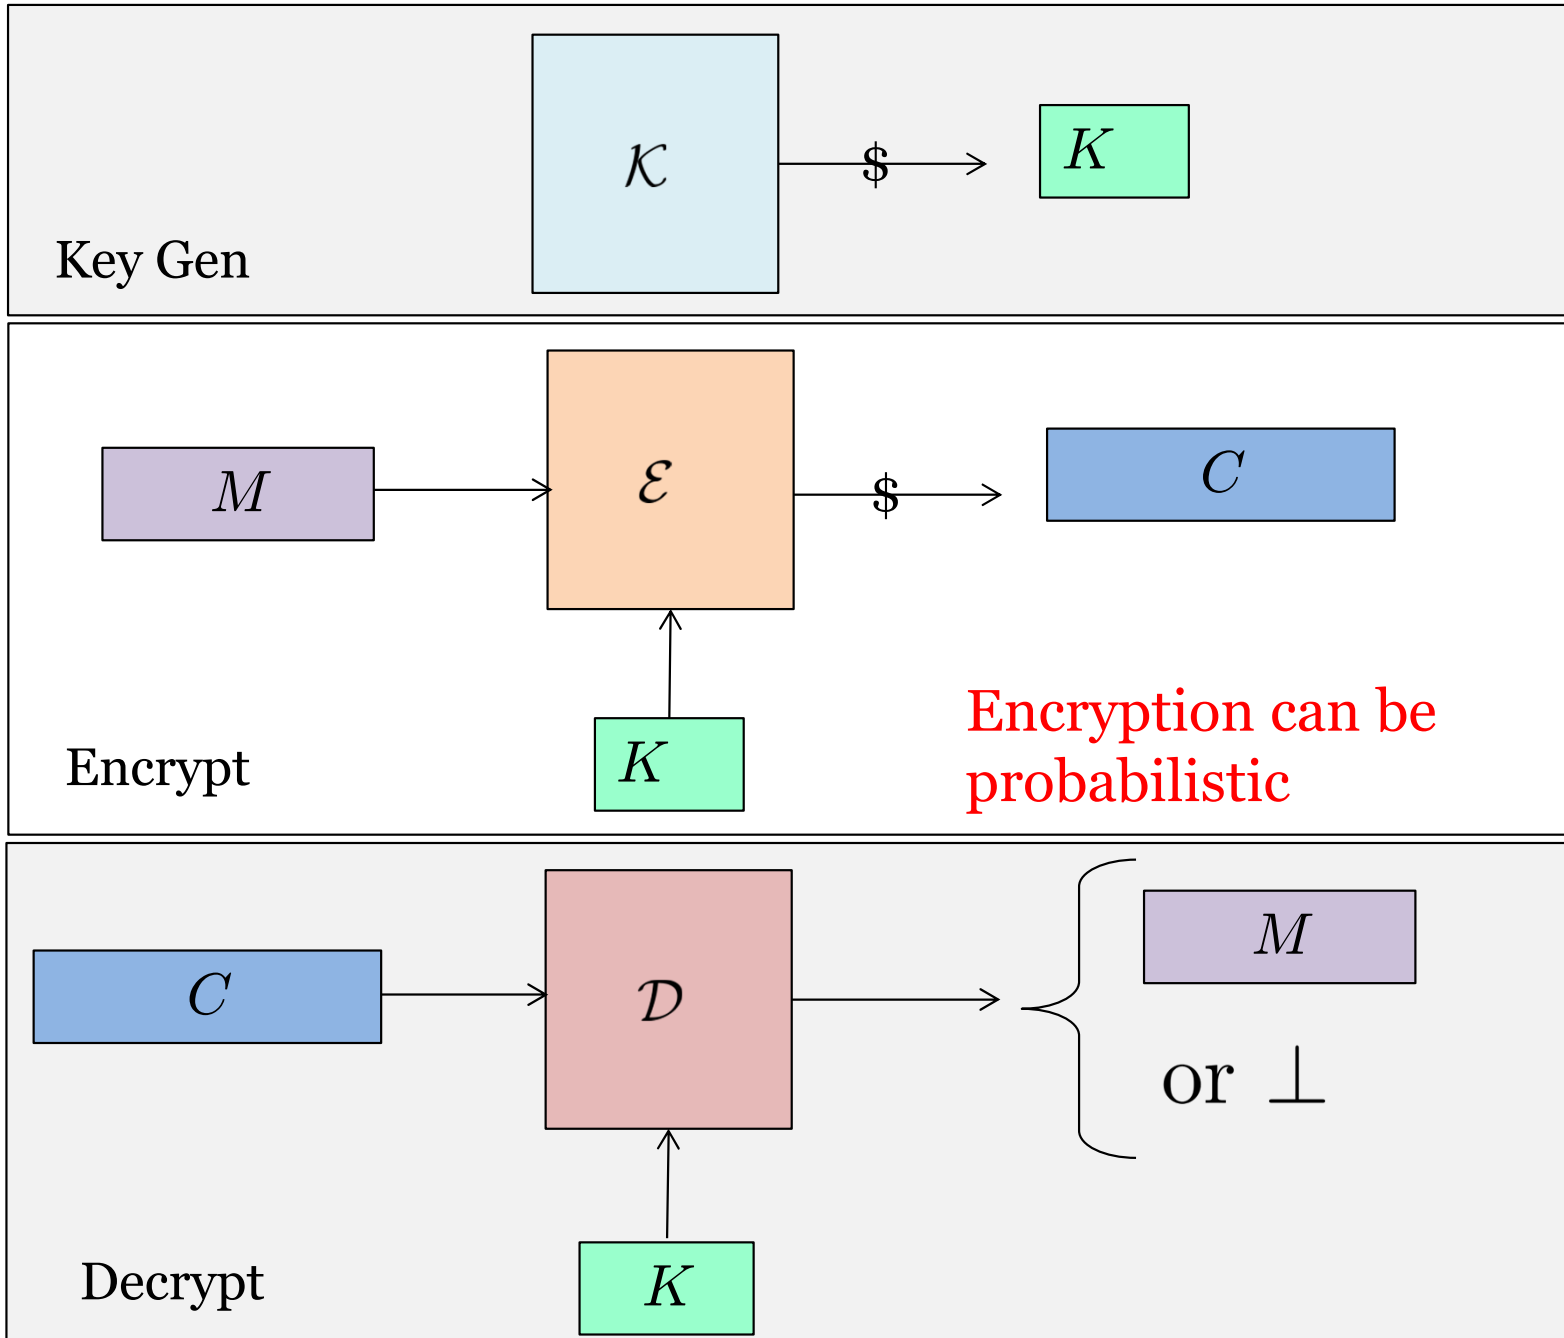 𝒦
$
K
Key Gen
M
ℰ
$
C
K
Encrypt
Encryption can be
probabilistic
C
𝒟
M
or ⊥
K
Decrypt